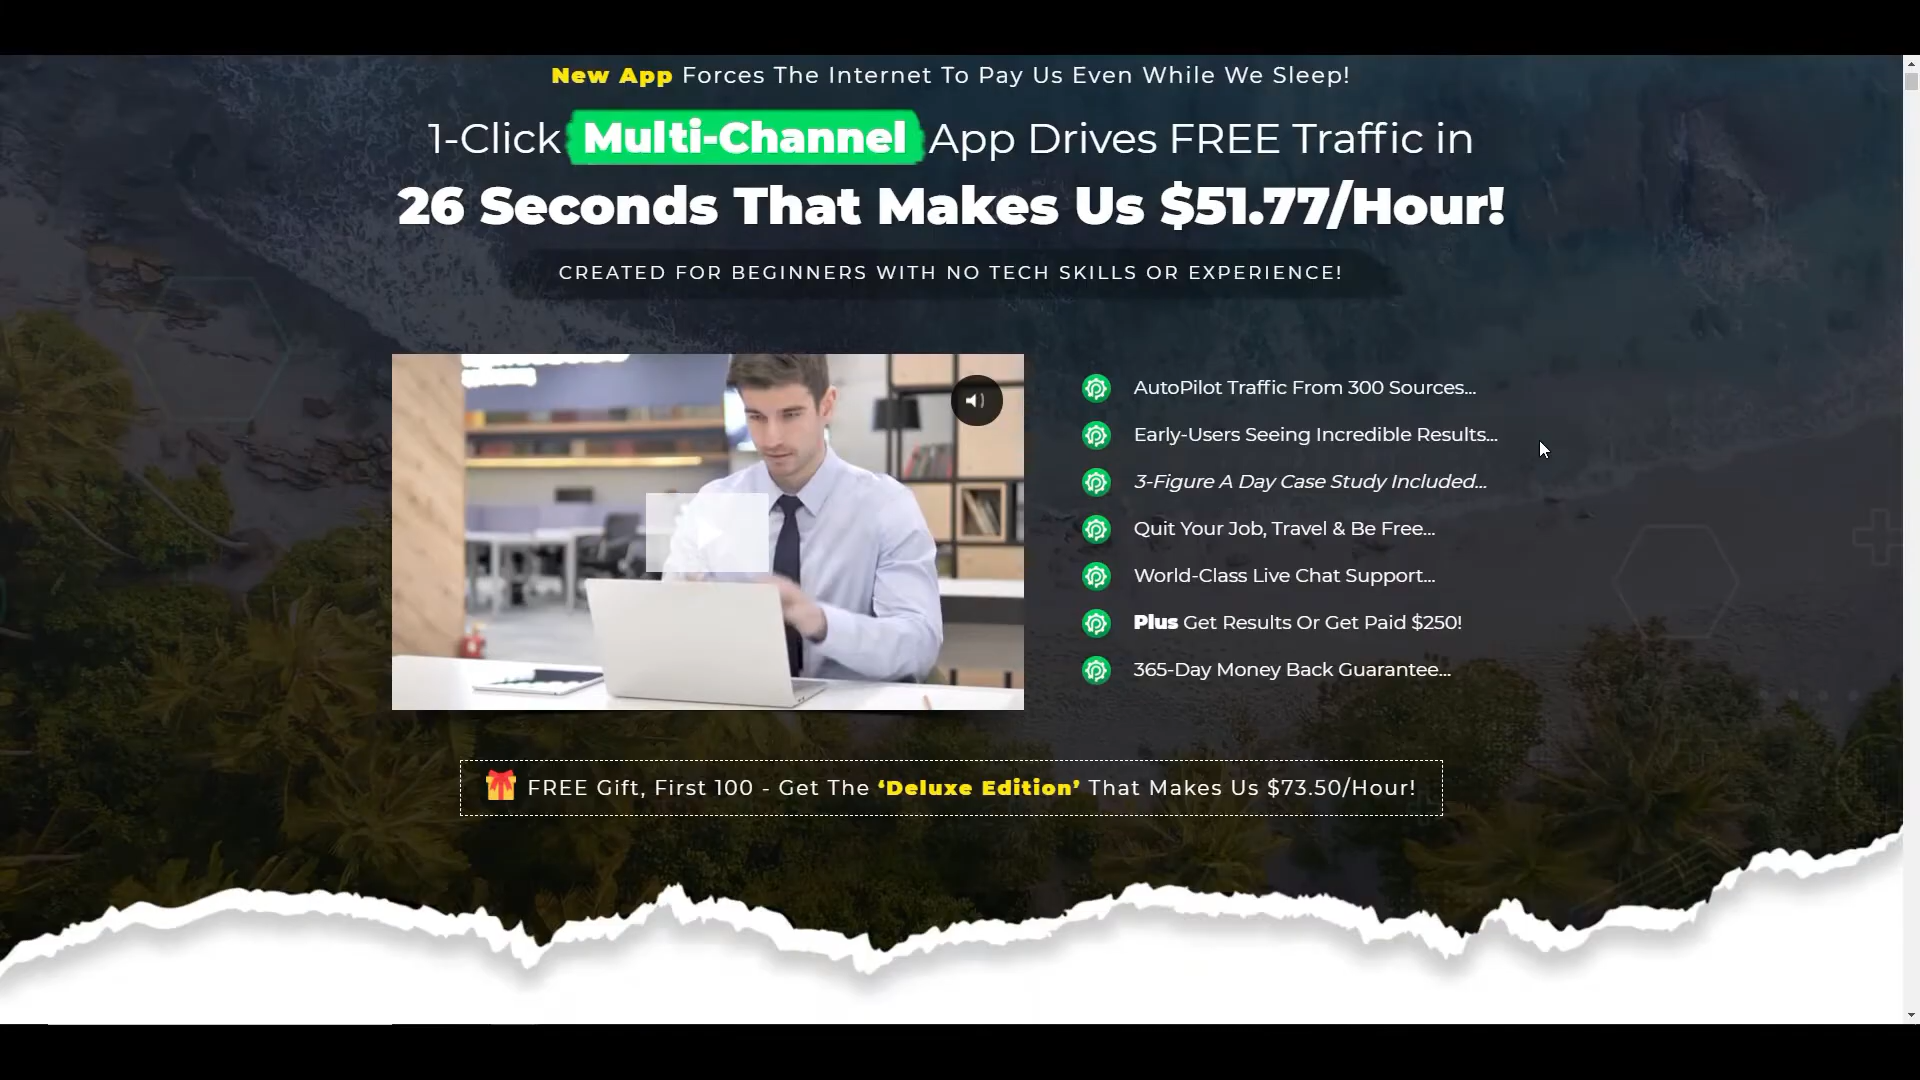 New App Forces The Internet To Pay Us Even While We Sleep!
1-Click Multi-Channel App Drives FREE Traffic in
26 Seconds That Makes Us $51.77/Hour!
CREATED FOR BEGINNERS WITH NO TECH SKILLS OR EXPERIENCE!
AutoPilot Traffic From 300 Sources...
Early-Users Seeing Incredible Results...
3-Figure A Day Case Study Included...
Quit Your Job, Travel & Be Free...
World-Class Live Chat Support...
Plus Get Results Or Get Paid $250!
365-Day Money Back Guarantee...
FREE Gift, First 100 - Get The ‘Deluxe Edition’ That Makes Us $73.50/Hour!